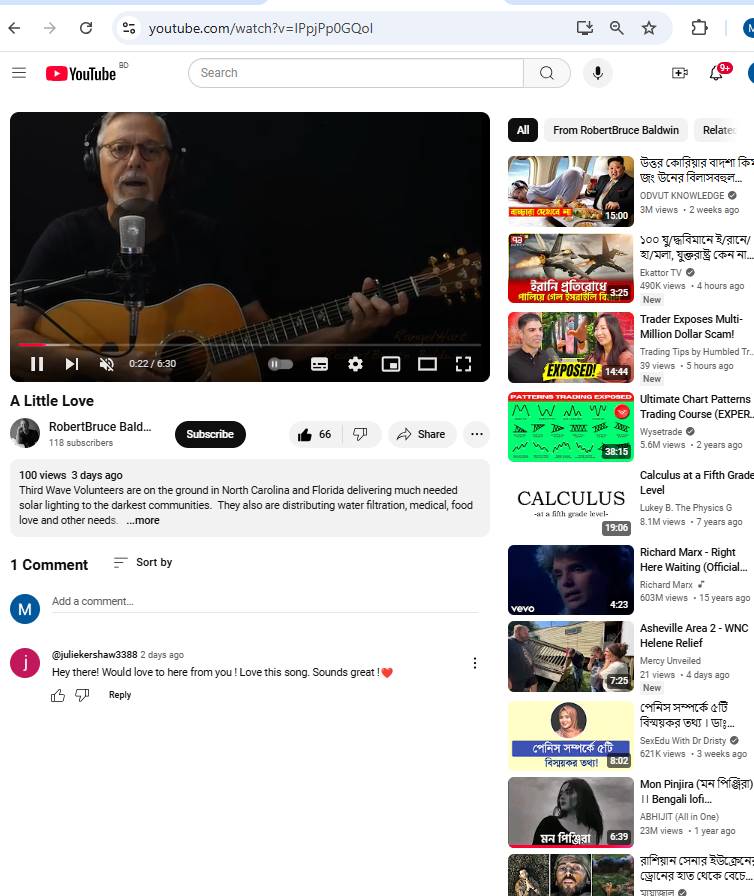 youtube.com/watch?v=IPpjPp0GQoI
YouTube BD
Search
9+
0:22 / 6:30
A Little Love
RobertBruce Bald...
118 subscribers
Subscribe
66
Share
100 views 3 days ago
Third Wave Volunteers are on the ground in North Carolina and Florida delivering much needed
solar lighting to the darkest communities. They also are distributing water filtration, medical, food
love and other needs. ...more
1 Comment
Sort by
M
Add a comment...
j
@juliekershaw3388 2 days ago
Hey there! Would love to here from you ! Love this song. Sounds great !❤️
Reply
All
From RobertBruce Baldwin
Relate
15:00
উত্তর কোরিয়ার বাদশা কিম
জং উনের বিলাসবহুল...
ODVUT KNOWLEDGE
3M views • 2 weeks ago
ইরানি প্রতিরোধে
3:25
১০০ যু/দ্ধবিমানে ই/রানে/
হা/মলা, যুক্তরাষ্ট্র কেন না...
Ekattor TV
490K views • 4 hours ago
New
EXPOSED!
14:44
Trader Exposes Multi-
Million Dollar Scam!
Trading Tips by Humbled Tr...
39 views • 5 hours ago
New
PATTERNS TRADING EXPOSED
38:15
Ultimate Chart Patterns
Trading Course (EXPER...
Wysetrade
5.6M views • 2 years ago
CALCULUS
-at a fifth grade level-
19:06
Calculus at a Fifth Grade
Level
Lukey B. The Physics G
8.1M views • 7 years ago
vevo
4:23
Richard Marx - Right
Here Waiting (Official...
Richard Marx
603M views • 15 years ago
7:25
Asheville Area 2 - WNC
Helene Relief
Mercy Unveiled
21 views • 4 days ago
New
পেনিস সম্পর্কে ৫টি
বিস্ময়কর তথ্য!
8:02
পেনিস সম্পর্কে ৫টি
বিস্ময়কর তথ্য । ডাঃ...
SexEdu With Dr Dristy
621K views • 3 weeks ago
মন পিঞ্জিরা
6:39
Mon Pinjira (মন পিঞ্জিরা)
।। Bengali lofi...
ABHIJIT (All in One)
23M views • 1 year ago
রাশিয়ান সেনার ইউক্রেনের
ড্রোনের হাত থেকে বেচে...
মায়াজাল